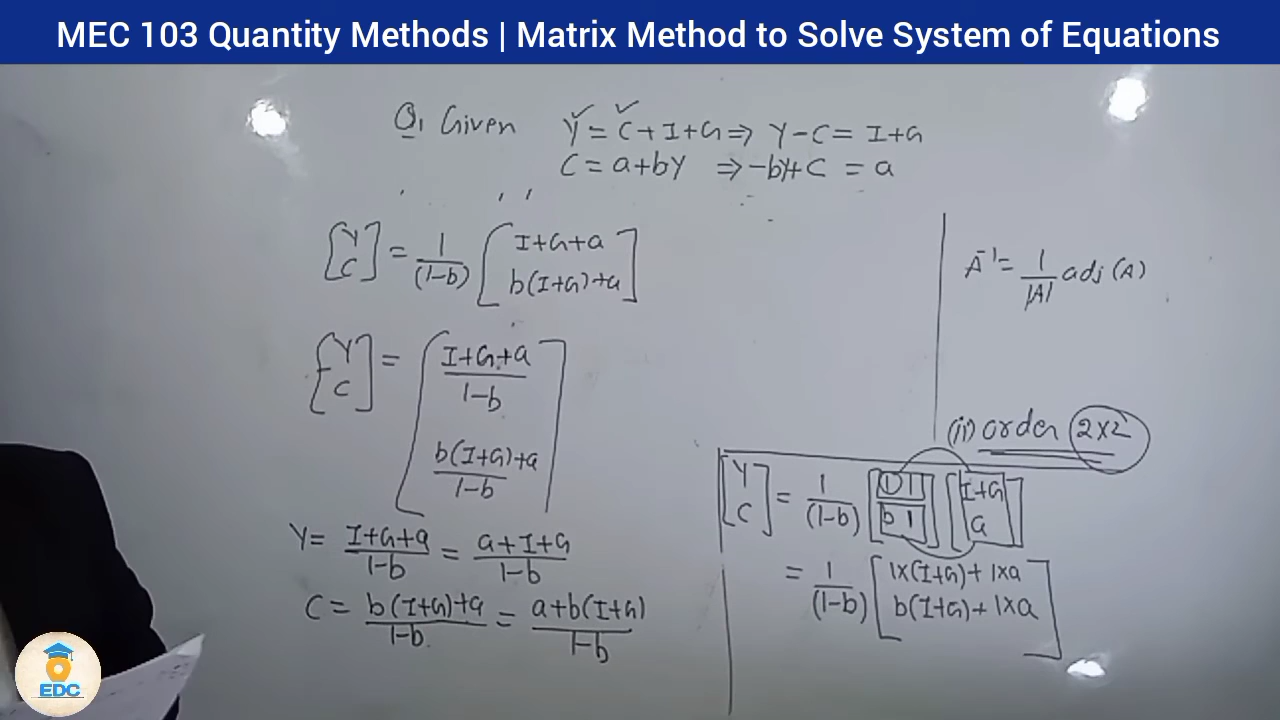 MEC 103 Quantity Methods | Matrix Method to Solve System of Equations
Q1 Given Y = C + I + G ⇒ Y - C = I + G
C = a + bY ⇒ -bY + C = a
[Y C] = 1/(1-b) [I+G+a b(I+G)+a]
[Y C] = [I+G+a/1-b b(I+G)+a/1-b]
Y = I+G+a/1-b = a+I+G/1-b
C = b(I+G)+a/1-b = a+b(I+G)/1-b
A⁻¹ = 1/|A| adj (A)
(ii) order 2×2
[Y C] = 1/(1-b) [1 1 b 1] [I+G a]
= 1/(1-b) [1×(I+G) + 1×a b(I+G) + 1×a]
EDC